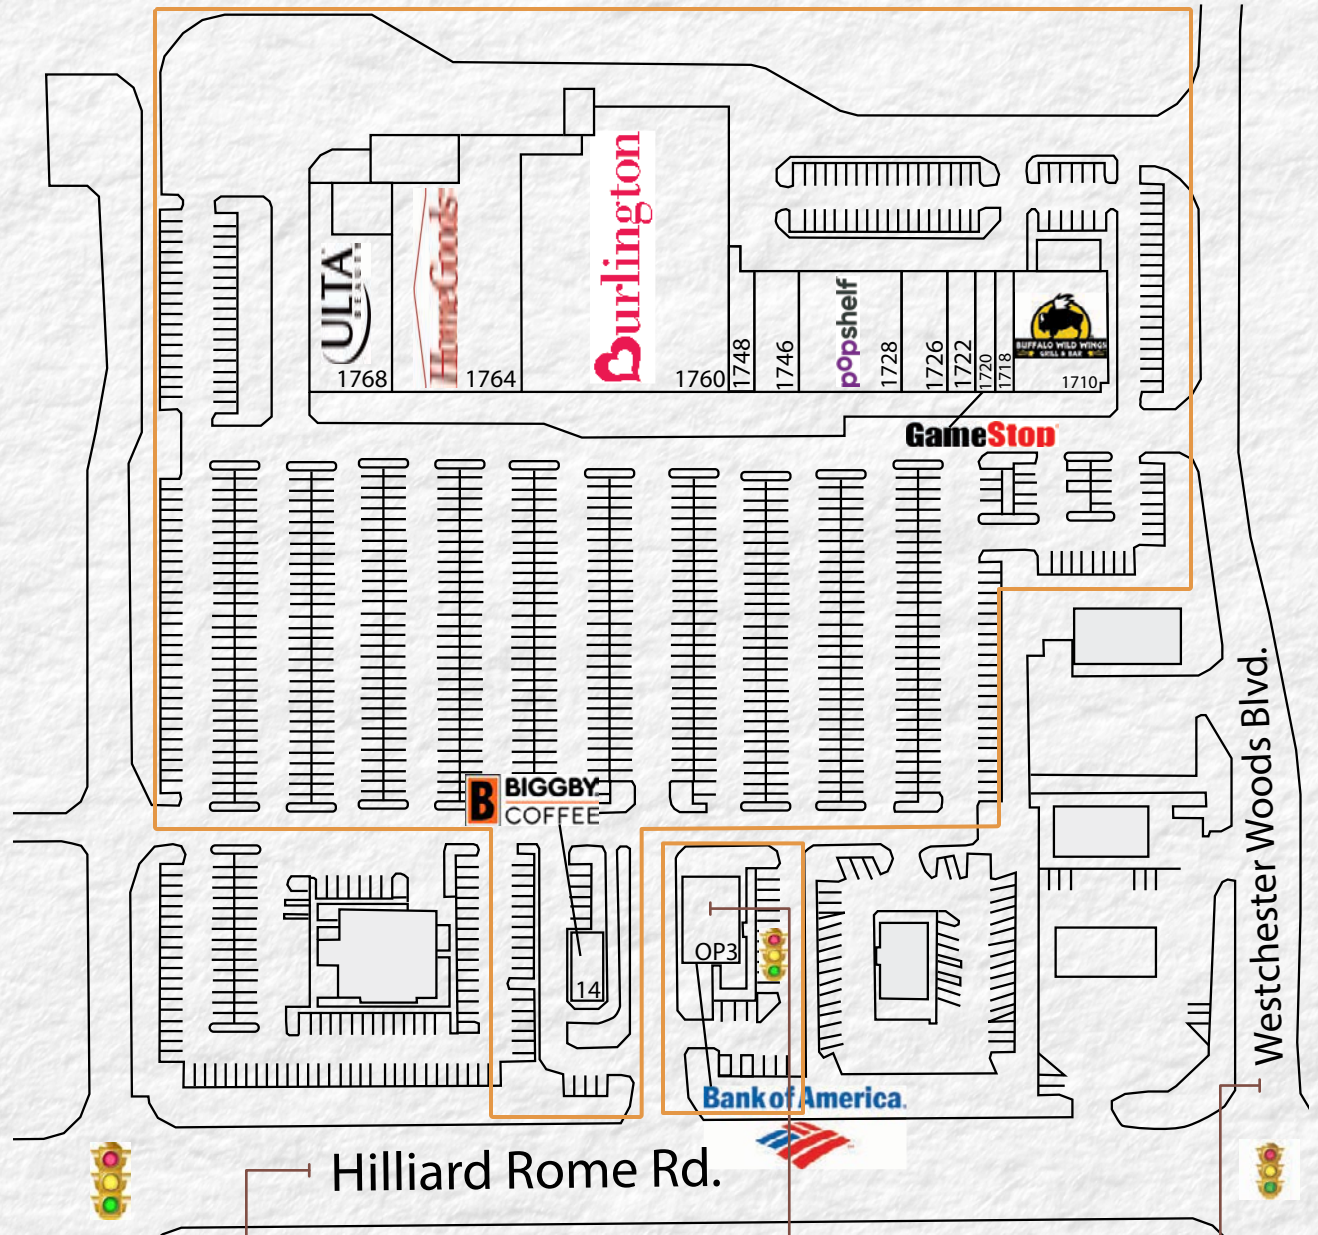 ULTA
BEAUTY
1768
HomeGoods
1764
Burlington
1760
1748
1746
popshelf
1728
1726
1722
1720
1718
BUFFALO WILD WINGS
GRILL & BAR
1710
GameStop
B BIGGBY
COFFEE
14
OP3
Bank of America.
Hilliard Rome Rd.
Westchester Woods Blvd.